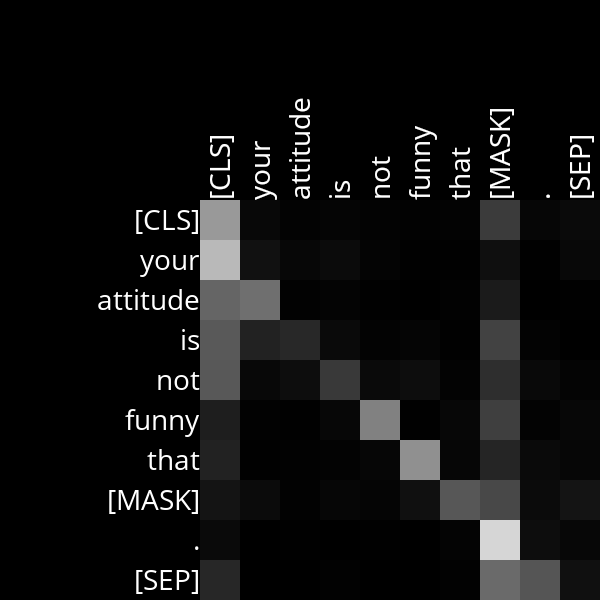 [CLS] your attitude is not funny that [MASK] . [SEP]
[CLS]
your
attitude
is
not
funny
that
[MASK]
.
[SEP]